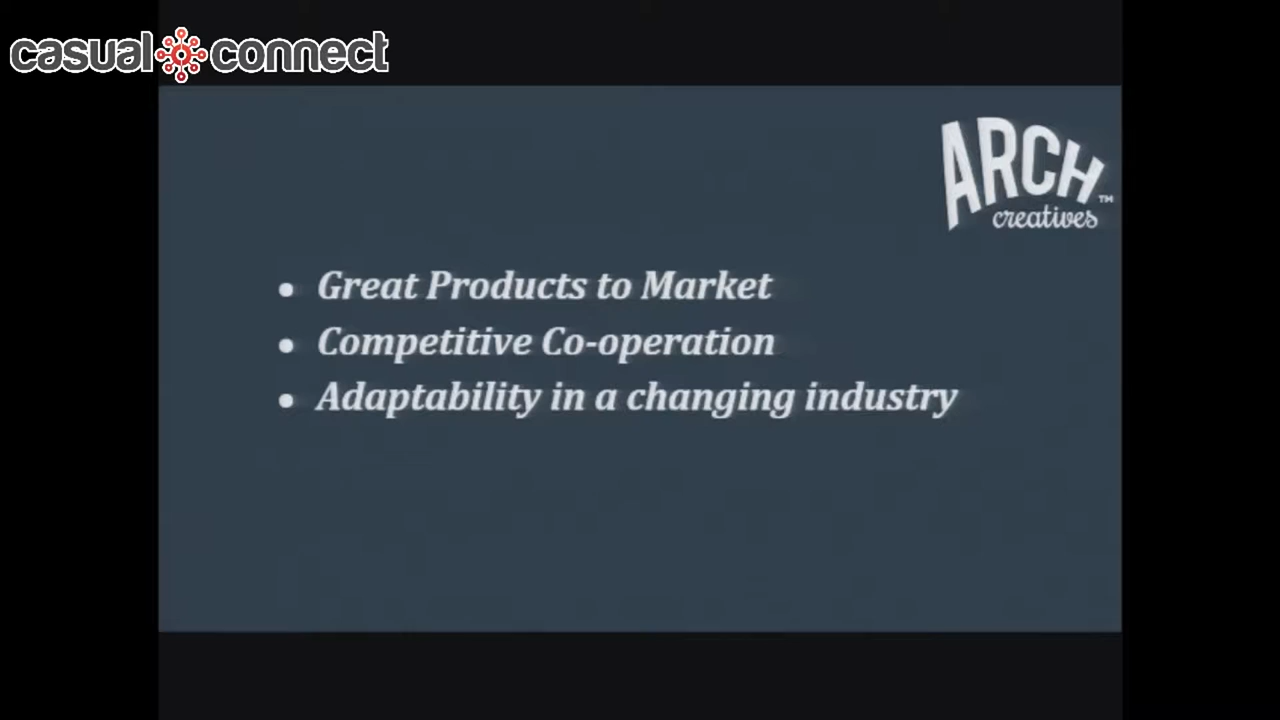 casual connect
ARCH
TM
creatives
• Great Products to Market
• Competitive Co-operation
• Adaptability in a changing industry